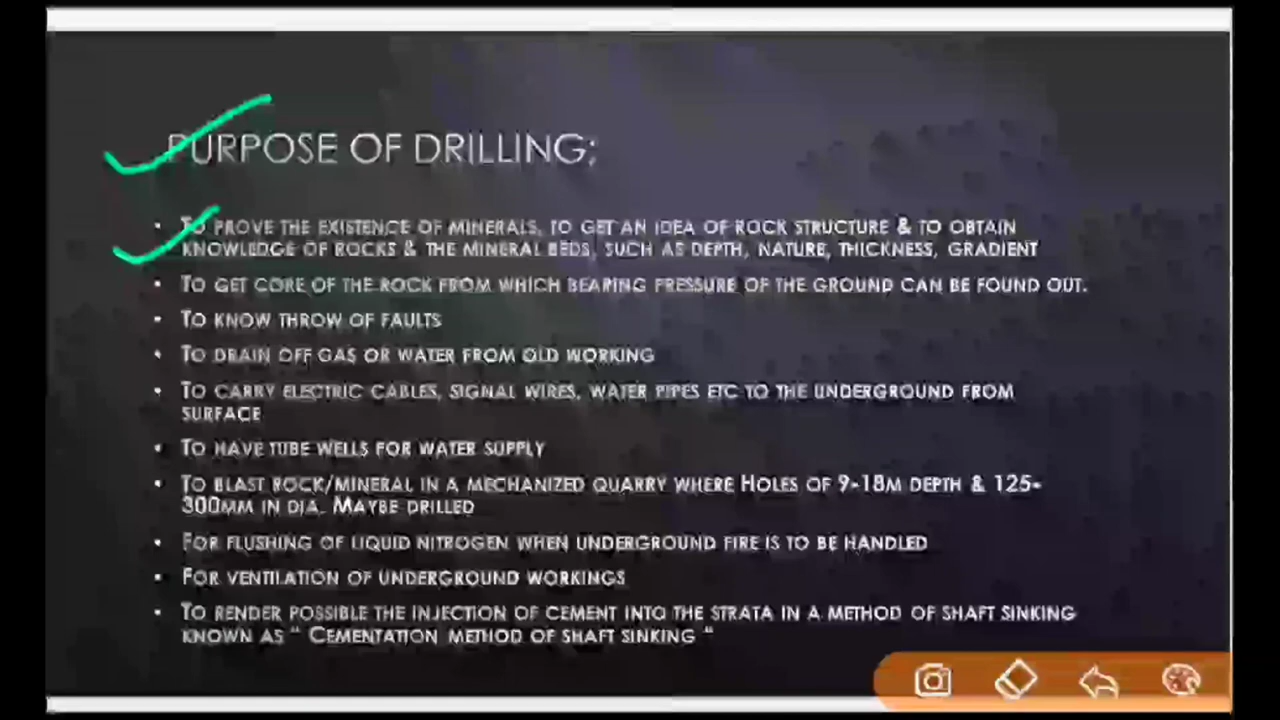 PURPOSE OF DRILLING;
• TO PROVE THE EXISTENCE OF MINERALS, TO GET AN IDEA OF ROCK STRUCTURE & TO OBTAIN
KNOWLEDGE OF ROCKS & THE MINERAL BEDS, SUCH AS DEPTH, NATURE, THICKNESS, GRADIENT
• TO GET CORE OF THE ROCK FROM WHICH BEARING PRESSURE OF THE GROUND CAN BE FOUND OUT.
• TO KNOW THROW OF FAULTS
• TO DRAIN OFF GAS OR WATER FROM OLD WORKING
• TO CARRY ELECTRIC CABLES, SIGNAL WIRES, WATER PIPES ETC TO THE UNDERGROUND FROM
SURFACE
• TO HAVE TUBE WELLS FOR WATER SUPPLY
• TO BLAST ROCK/MINERAL IN A MECHANIZED QUARRY WHERE HOLES OF 9-18M DEPTH & 125-
300MM IN DIA. MAYBE DRILLED
• FOR FLUSHING OF LIQUID NITROGEN WHEN UNDERGROUND FIRE IS TO BE HANDLED
• FOR VENTILATION OF UNDERGROUND WORKINGS
• TO RENDER POSSIBLE THE INJECTION OF CEMENT INTO THE STRATA IN A METHOD OF SHAFT SINKING
KNOWN AS " CEMENTATION METHOD OF SHAFT SINKING "